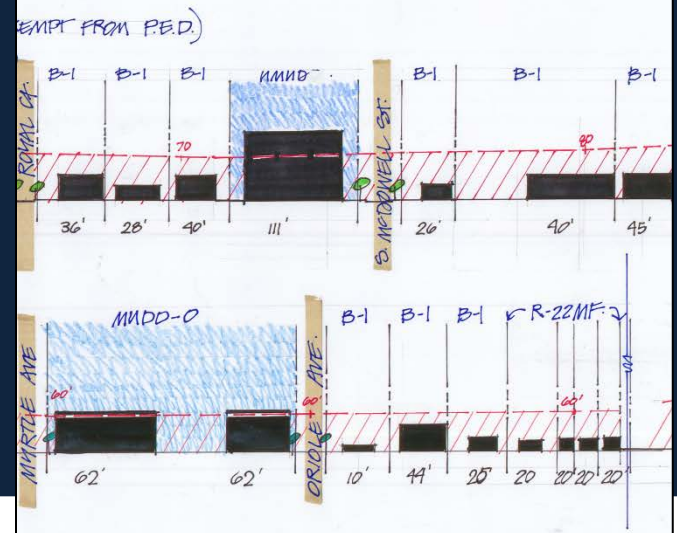 EMPT FROM P.E.D.)
ROYAL CT.
B-1 B-1 B-1
S. MCDOWELL ST.
B-1 B-1 B-1
70
80
36' 28' 40' 111' 26' 40' 45'
MYRTLE AVE
MUDD-O
ORIOLE AVE.
B-1 B-1 B-1 R-22MF.
60' 60' 60'
62' 62' 10' 44' 25' 20 20' 20' 20'